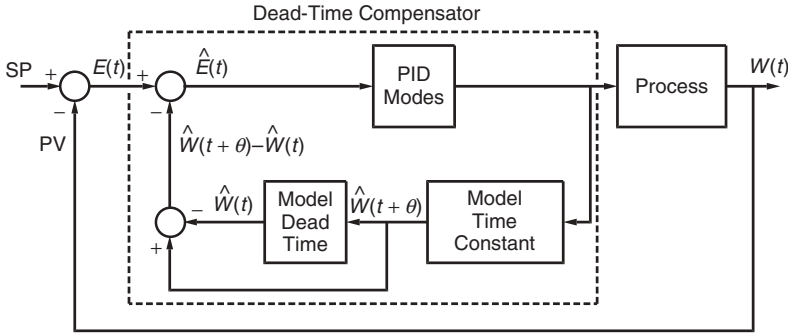 Dead-Time Compensator
SP
+
−
E(t)
+
−
Ê(t)
PID
Modes
Process
W(t)
PV
Ŵ(t + θ)−Ŵ(t)
−
+
Ŵ(t)
Model
Dead
Time
Ŵ(t + θ)
Model
Time
Constant